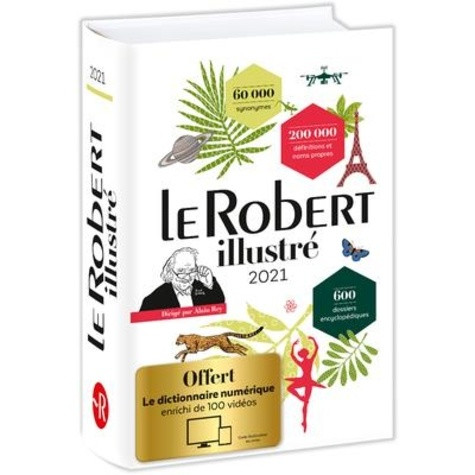 2021
LE ROBERT
illustré
R
60 000
synonymes
200 000
définitions et
noms propres
LE ROBERT
illustré
2021
Dirigé par Alain Rey
600
dossiers
encyclopédiques
Offert
Le dictionnaire numérique
enrichi de 100 vidéos